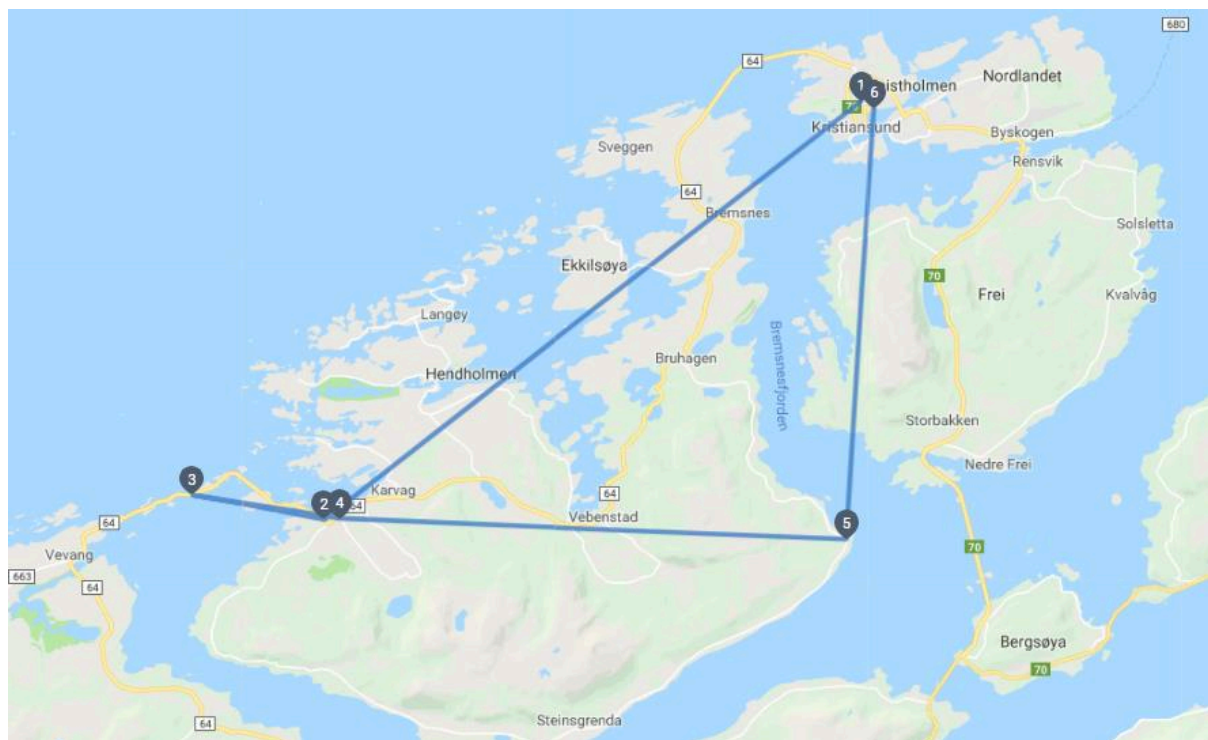 680
64
Nordlandet
1
istholmen
6
Kristiansund
Byskogen
Sveggen
Rensvik
64
Bremsnes
Solsletta
Ekkilsøya
70
Frei
Kvalvåg
Langøy
Bremsnesfjorden
Bruhagen
Hendholmen
Storbakken
Nedre Frei
3
Karvag
2
4
64
64
Vebenstad
64
5
Vevang
70
663
64
Bergsøya
70
64
Steinsgrenda